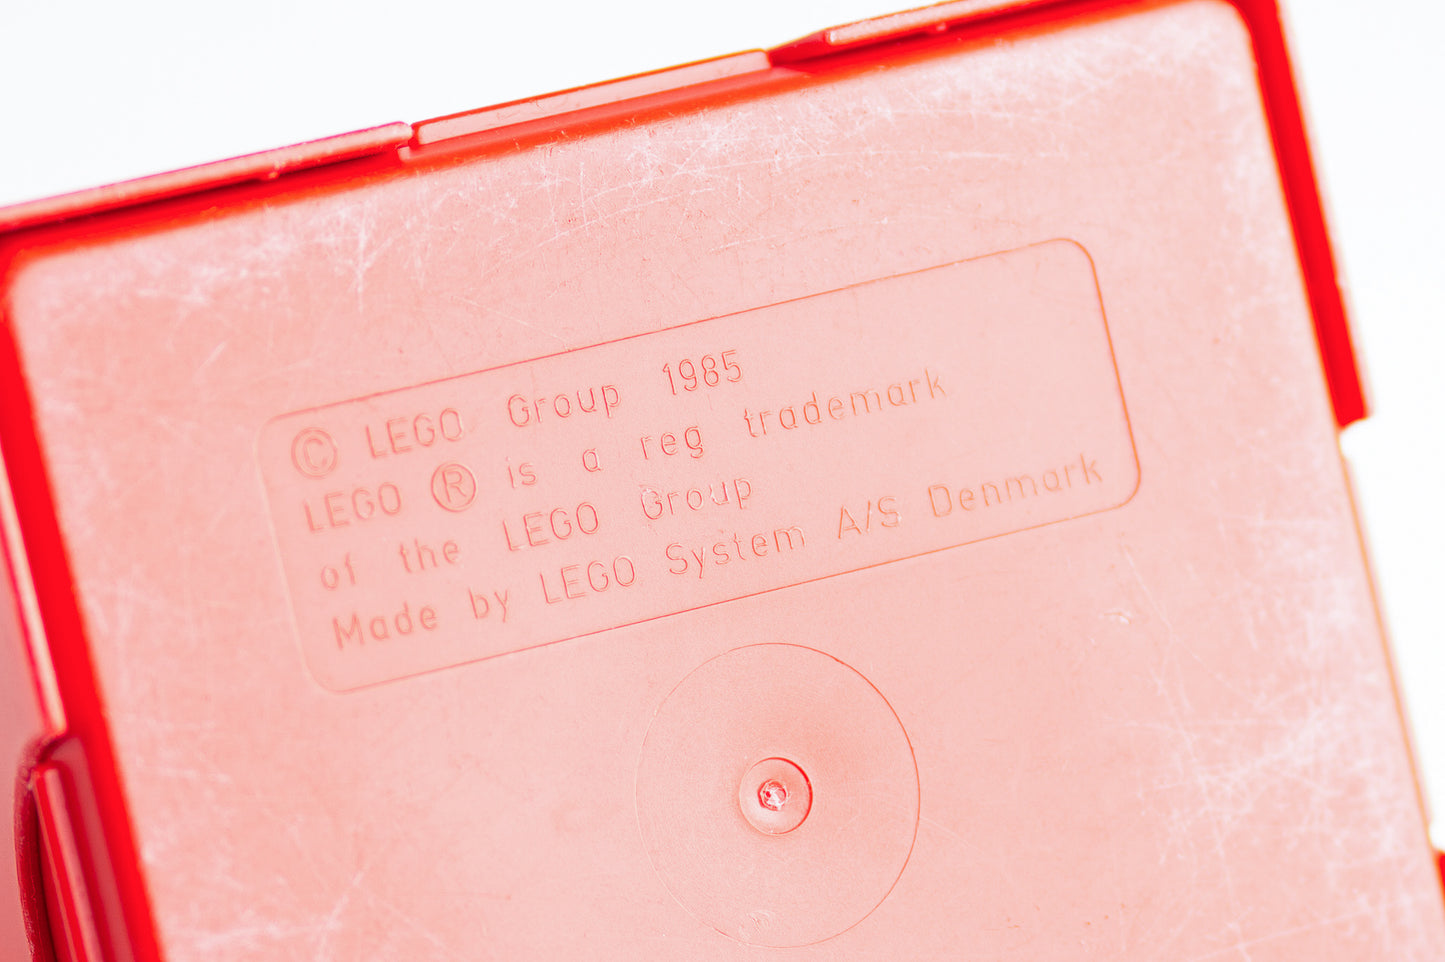 © LEGO Group 1985
LEGO ® is a reg trademark
of the LEGO Group
Made by LEGO System A/S Denmark